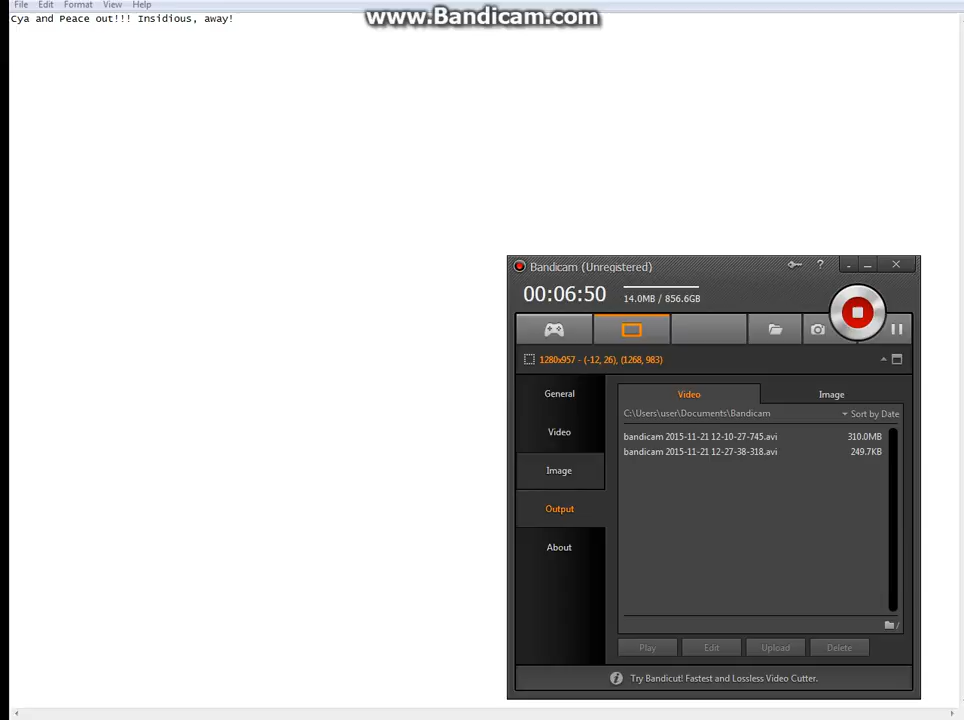 File Edit Format View Help
www.Bandicam.com
Cya and Peace out!!! Insidious, away!
Bandicam (Unregistered)
?
00:06:50
14.0MB / 856.6GB
1280x957 - (-12, 26), (1268, 983)
General
Video
Image
Output
About
Video Image
C:\Users\user\Documents\Bandicam
Sort by Date
bandicam 2015-11-21 12-10-27-745.avi 310.0MB
bandicam 2015-11-21 12-27-38-318.avi 249.7KB
/
Play Edit Upload Delete
Try Bandicut! Fastest and Lossless Video Cutter.